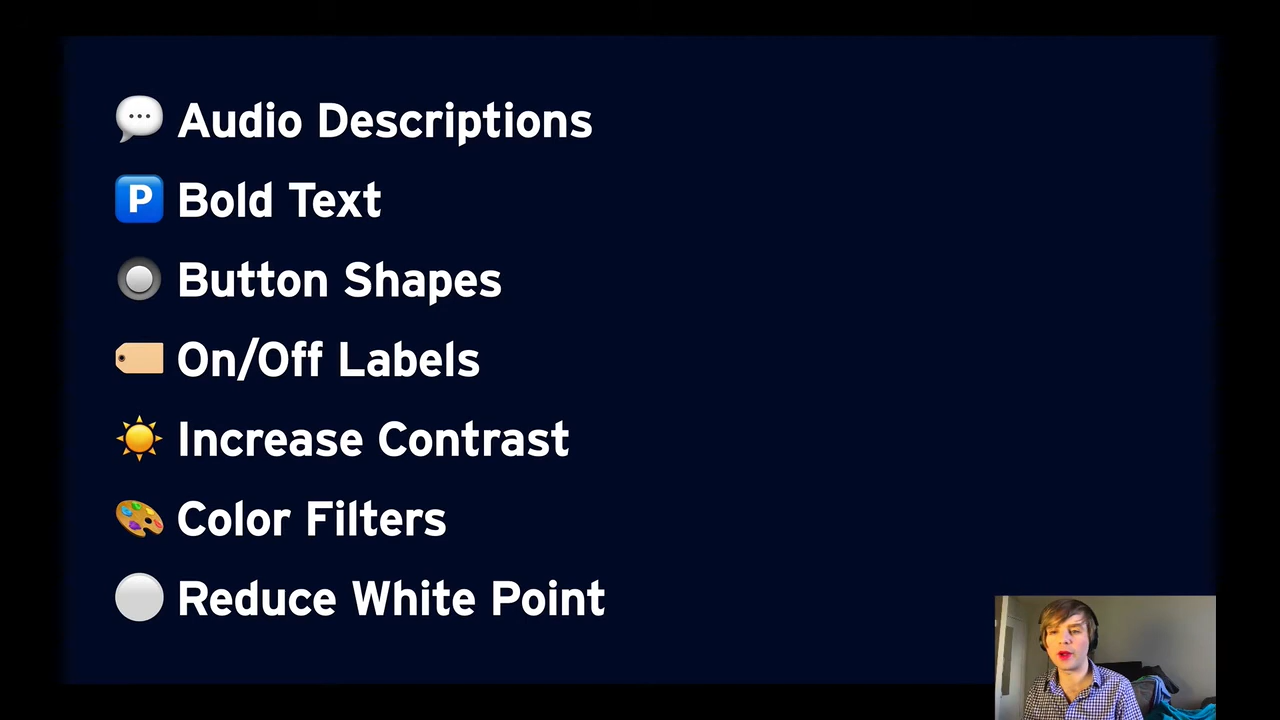 Audio Descriptions
P Bold Text
Button Shapes
On/Off Labels
Increase Contrast
Color Filters
Reduce White Point